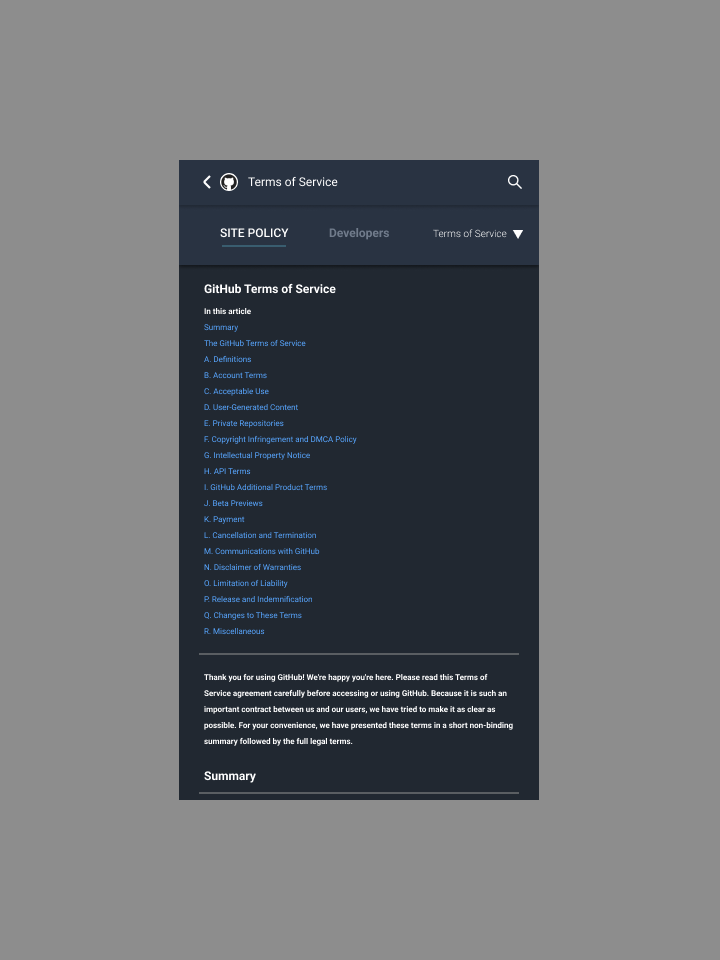 Terms of Service
SITE POLICY Developers Terms of Service
GitHub Terms of Service
In this article
Summary
The GitHub Terms of Service
A. Definitions
B. Account Terms
C. Acceptable Use
D. User-Generated Content
E. Private Repositories
F. Copyright Infringement and DMCA Policy
G. Intellectual Property Notice
H. API Terms
I. GitHub Additional Product Terms
J. Beta Previews
K. Payment
L. Cancellation and Termination
M. Communications with GitHub
N. Disclaimer of Warranties
O. Limitation of Liability
P. Release and Indemnification
Q. Changes to These Terms
R. Miscellaneous
Thank you for using GitHub! We're happy you're here. Please read this Terms of
Service agreement carefully before accessing or using GitHub. Because it is such an
important contract between us and our users, we have tried to make it as clear as
possible. For your convenience, we have presented these terms in a short non-binding
summary followed by the full legal terms.
Summary